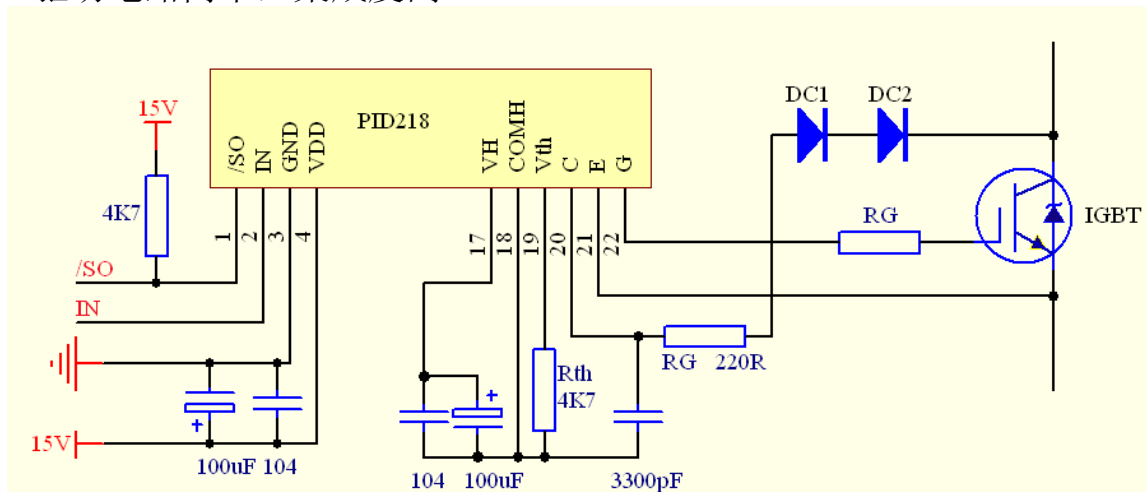 15V
PID218
DC1 DC2
/SO
IN
GND
VDD
VH
COMH
Vth
C
E
G
4K7
RG
IGBT
1
2
3
4
17
18
19
20
21
22
/SO
IN
RG 220R
Rth
4K7
15V
100uF 104
104 100uF
3300pF